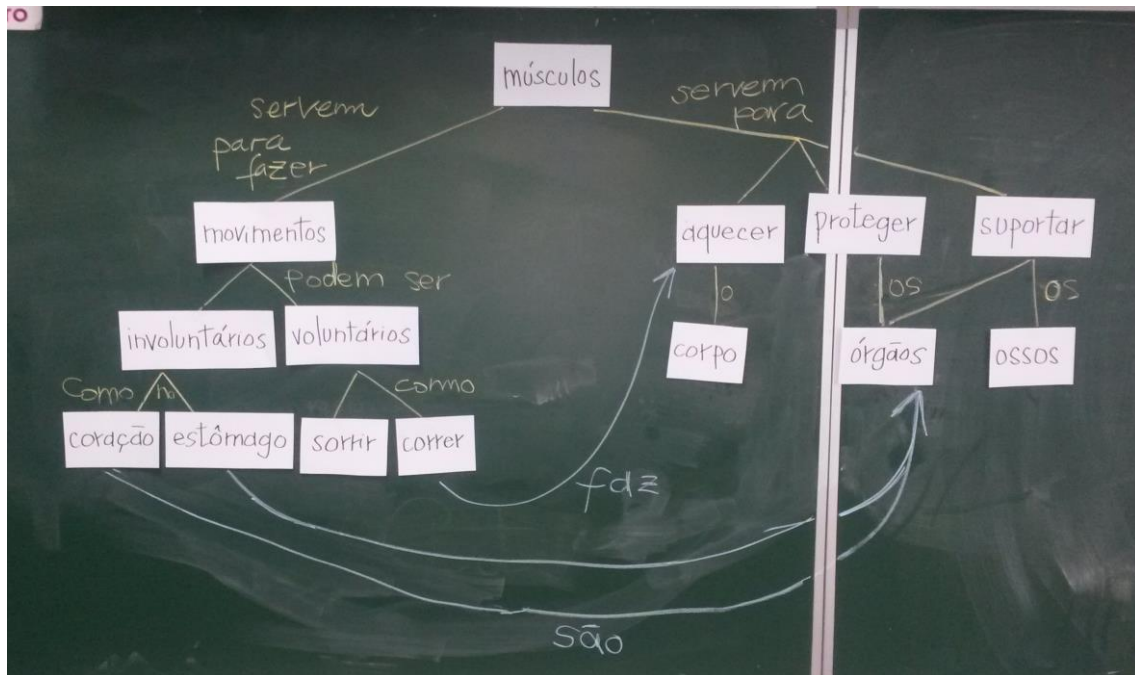 TO
músculos
servem
para
fazer
servem
para
movimentos
aquecer
proteger
suportar
podem ser
o
os
os
involuntários
voluntários
corpo
órgãos
ossos
Como no
como
coração
estômago
sorrir
correr
faz
são